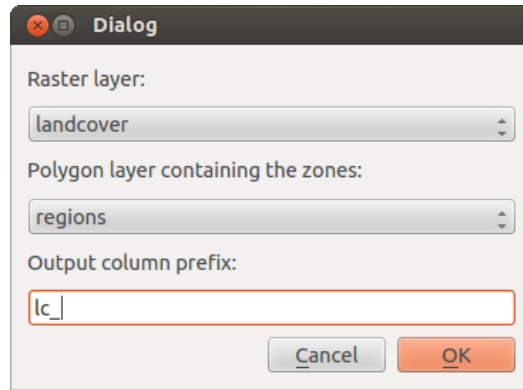 Dialog
Raster layer:
landcover
Polygon layer containing the zones:
regions
Output column prefix:
lc_
Cancel OK